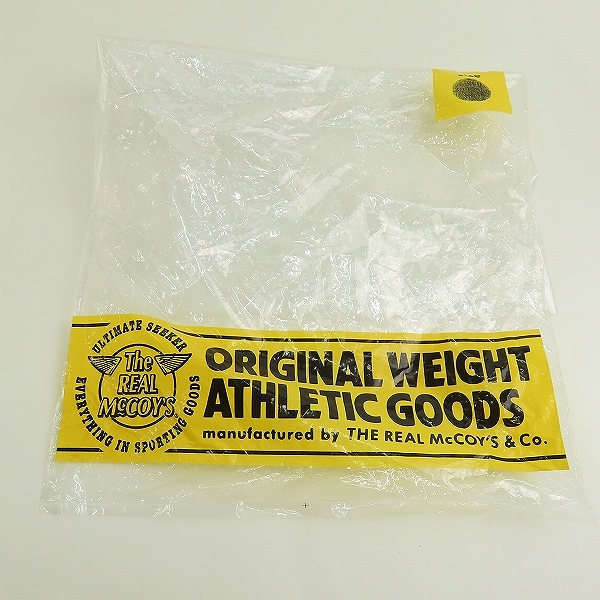 ULTIMATE SEEKER
The
REAL
McCOY'S.
EVERYTHING IN SPORTING GOODS
ORIGINAL WEIGHT
ATHLETIC GOODS
manufactured by THE REAL McCOY'S & Co.